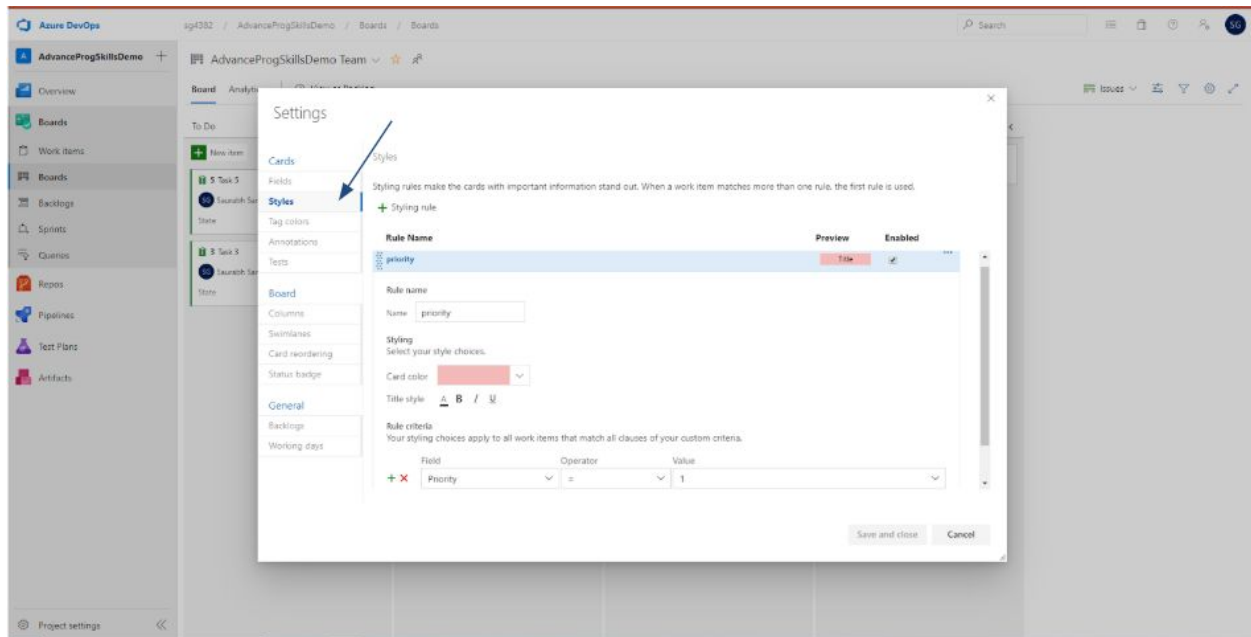 Azure DevOps
sg4382 / AdvanceProgSkillsDemo / Boards / Boards
Search
SG
A
AdvanceProgSkillsDemo
AdvanceProgSkillsDemo Team
Overview
Board
Issues
Boards
Work items
Boards
Backlogs
Sprints
Queries
Repos
Pipelines
Test Plans
Artifacts
Project settings
To Do
New item
5 Task 5
SG
State
3 Task 3
SG
State
Settings
Cards
Fields
Styles
Tag colors
Annotations
Tests
Board
Columns
Swimlanes
Card reordering
Status badge
General
Backlogs
Working days
Styles
Styling rules make the cards with important information stand out. When a work item matches more than one rule, the first rule is used.
Styling rule
Rule Name Preview Enabled
priority Title
Rule name
Name priority
Styling
Select your style choices.
Card color
Title style A B I U
Rule criteria
Your styling choices apply to all work items that match all clauses of your custom criteria.
Field Operator Value
Priority = 1
Save and close Cancel